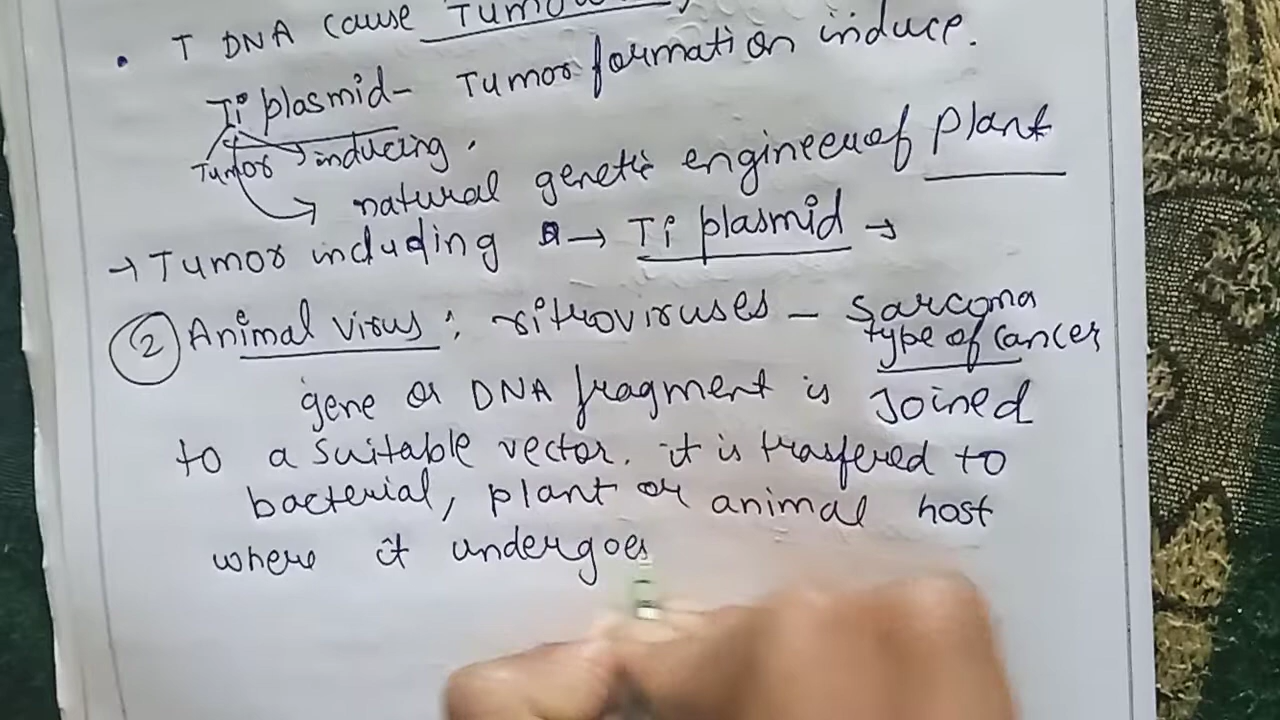 • T DNA cause Tumor
Ti plasmid- Tumor formation induce.
Tumor inducing.
→ natural genetic engineer of plant
→ Tumor including → Ti plasmid →
② Animal virus : ritroviruses - Sarcoma
type of cancer
gene or DNA fragment is Joined
to a suitable vector. it is trasfered to
bacterial, plant or animal host
where it undergoes